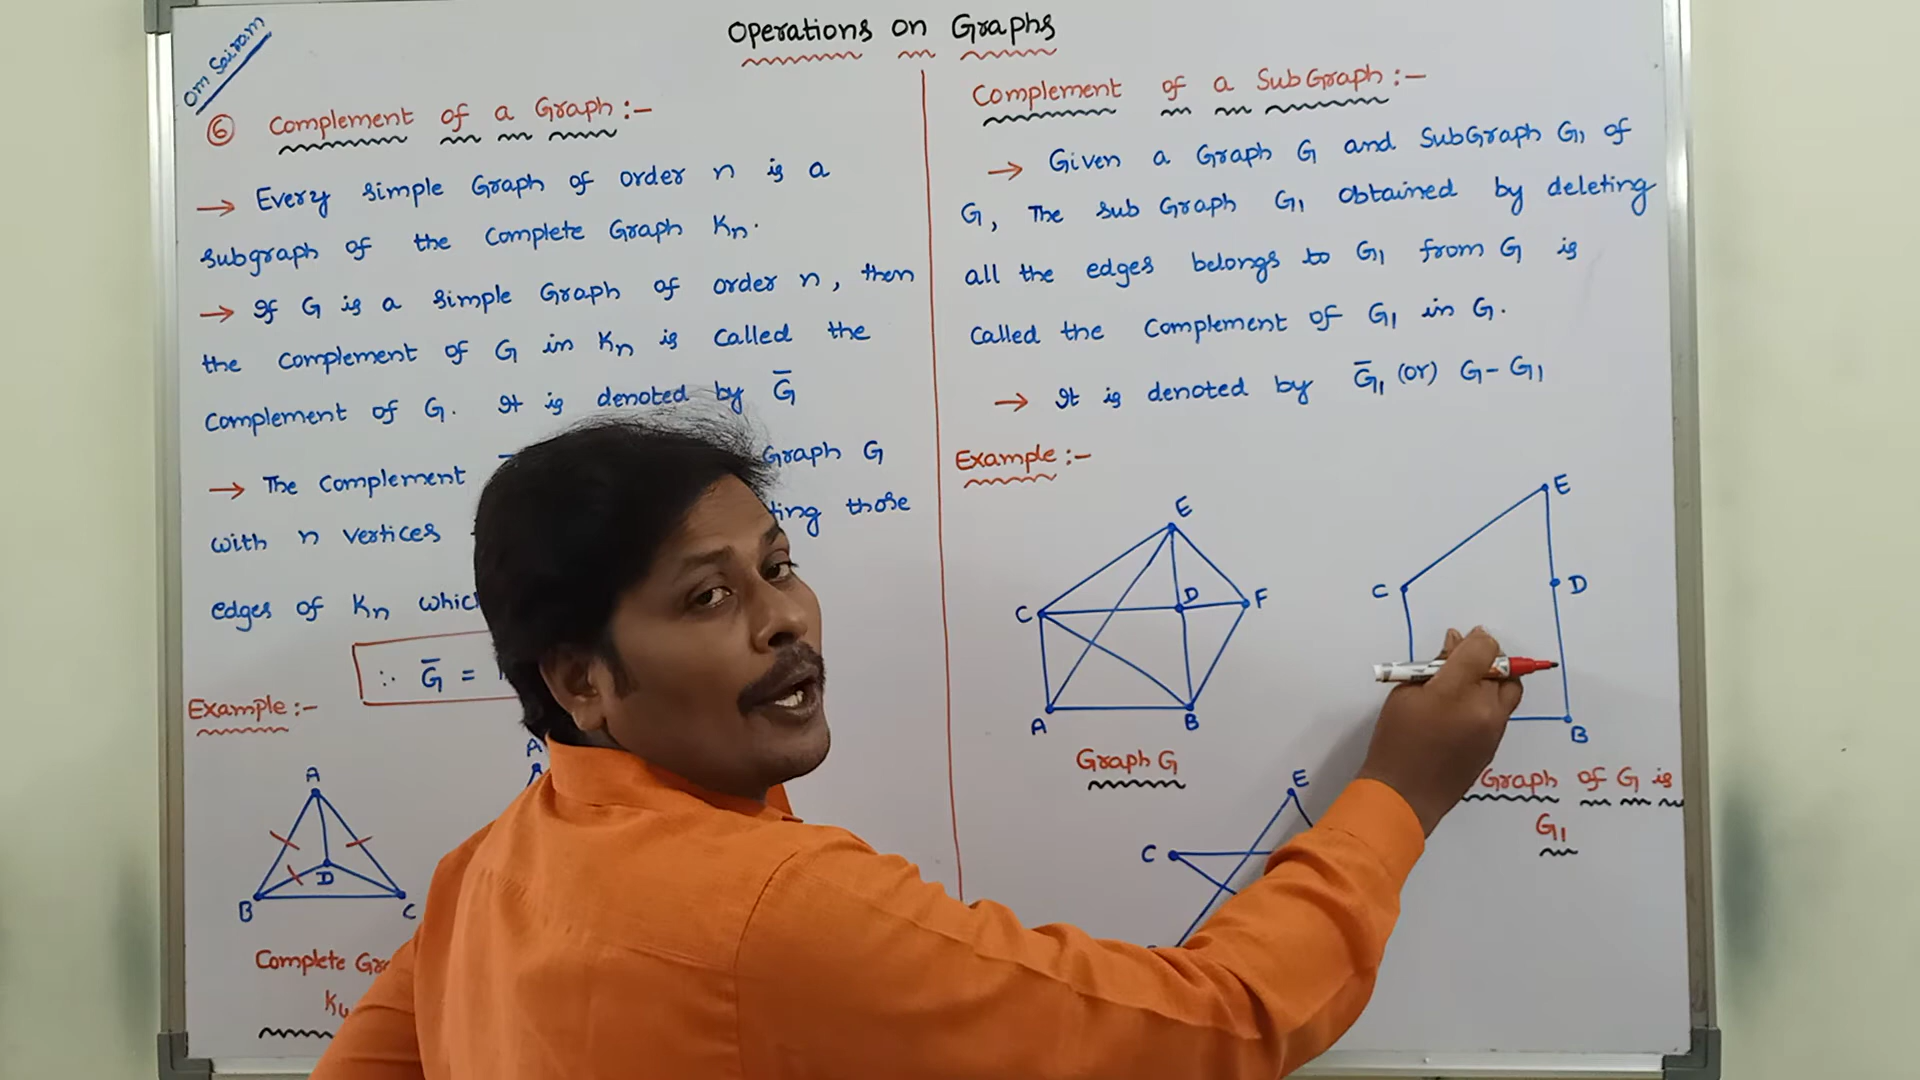 Om Sairam
Operations on Graphs
⑥ Complement of a Graph :-
→ Every simple Graph of order n is a
subgraph of the Complete Graph Kn.
→ If G is a simple Graph of order n, then
the Complement of G in Kn is called the
Complement of G. It is denoted by G̅
→ The Complement Graph G
with n vertices those
edges of Kn
∴ G̅ =
Example :-
A
B
D
C
A
Complete
K4
Complement of a SubGraph :-
→ Given a Graph G and SubGraph G1 of
G, The Sub Graph G1 obtained by deleting
all the edges belongs to G1 from G is
Called the Complement of G1 in G.
→ It is denoted by G̅1 (or) G - G1
Example :-
E
C
D
F
A
B
Graph G
E
C
D
B
Graph of G is
G1
E
C